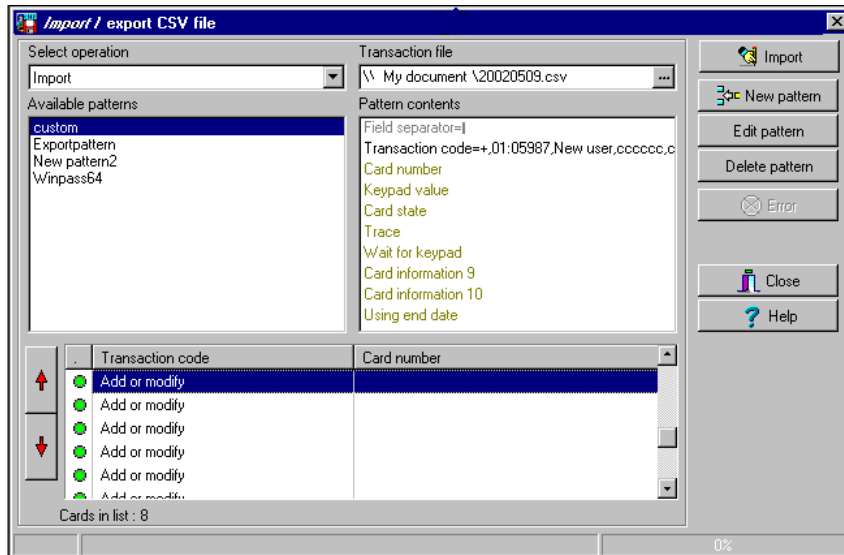 Import / export CSV file
Select operation
Import
Transaction file
\\ My document \20020509.csv
...
Available patterns
custom
Exportpattern
New pattern2
Winpass64
Pattern contents
Field separator=|
Transaction code=+,01:05987,New user,cccccc,c
Card number
Keypad value
Card state
Trace
Wait for keypad
Card information 9
Card information 10
Using end date
Import
New pattern
Edit pattern
Delete pattern
Error
Close
Help
. Transaction code Card number
Add or modify
Add or modify
Add or modify
Add or modify
Add or modify
Add or modify
Cards in list : 8
0%